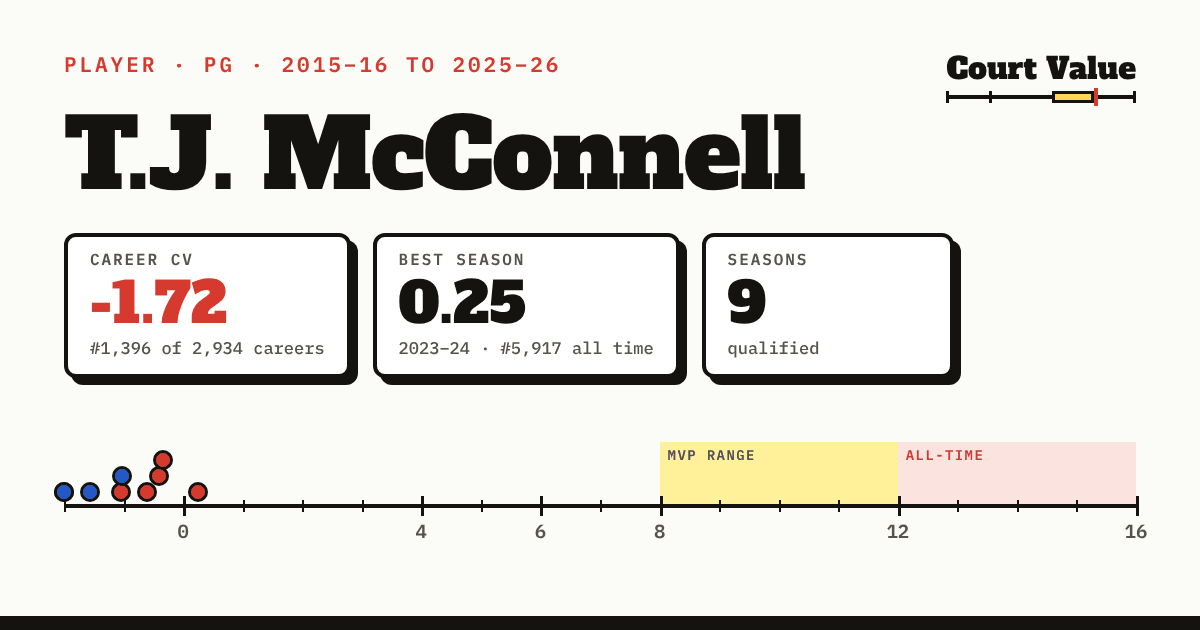 PLAYER · PG · 2015–16 TO 2025–26
Court Value
T.J. McConnell
CAREER CV
-1.72
#1,396 of 2,934 careers
BEST SEASON
0.25
2023–24 · #5,917 all time
SEASONS
9
qualified
MVP RANGE
ALL-TIME
0 4 6 8 12 16